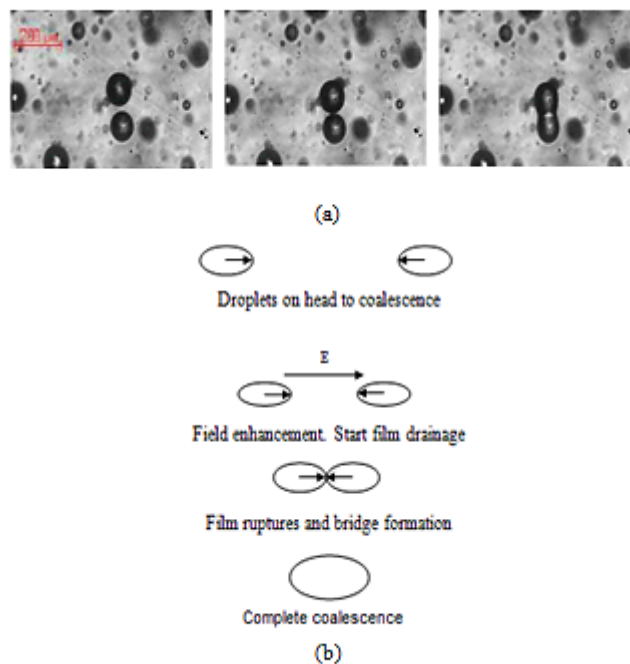 (a)
Droplets on head to coalescence
E
Field enhancement. Start film drainage
Film ruptures and bridge formation
Complete coalescence
(b)